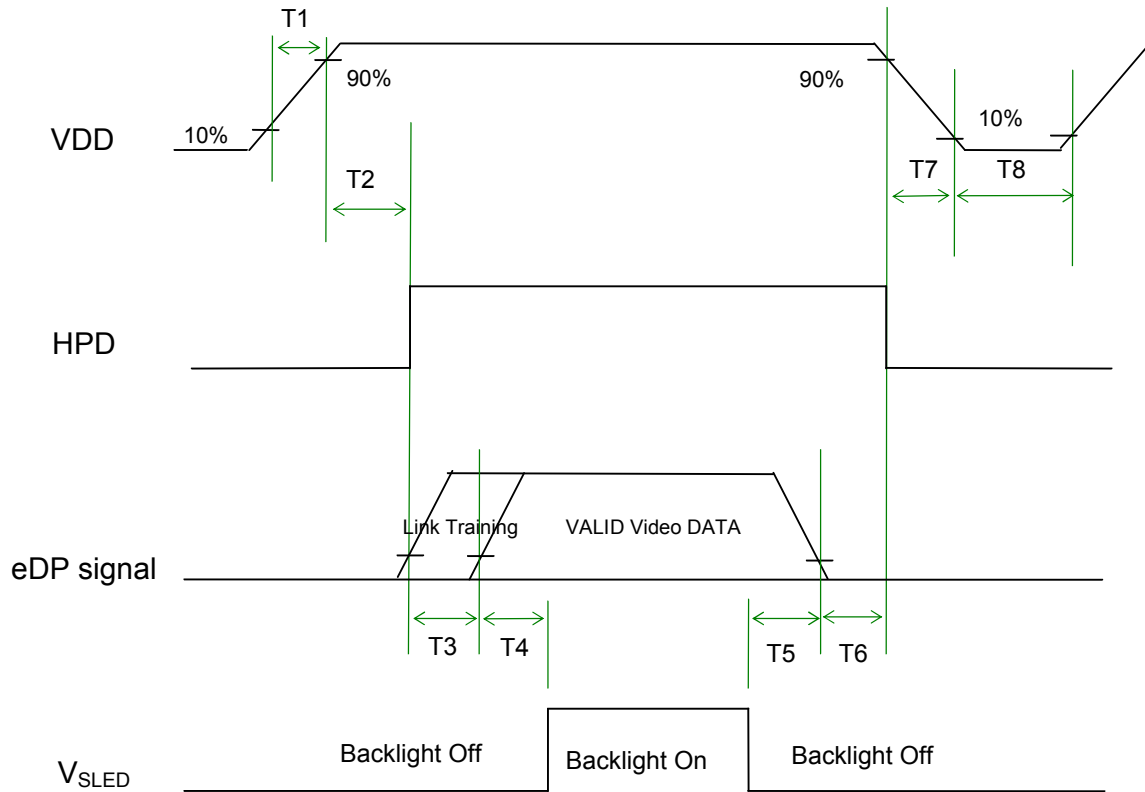 T1
90%
90%
10%
10%
VDD
T2
T7
T8
HPD
Link Training
VALID Video DATA
eDP signal
T3
T4
T5
T6
Backlight Off
Backlight On
Backlight Off
VSLED